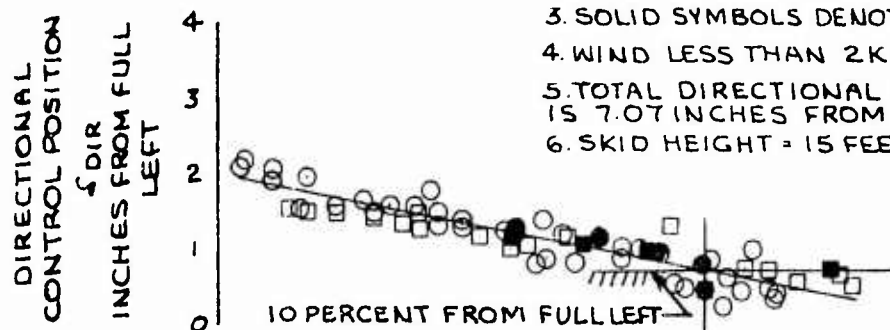 3. SOLID SYMBOLS DENOT
4. WIND LESS THAN 2 K
5. TOTAL DIRECTIONAL
IS 7.07 INCHES FROM
6. SKID HEIGHT = 15 FEE
DIRECTIONAL
CONTROL POSITION
δ DIR
INCHES FROM FULL
LEFT
4
3
2
1
0
10 PERCENT FROM FULL LEFT